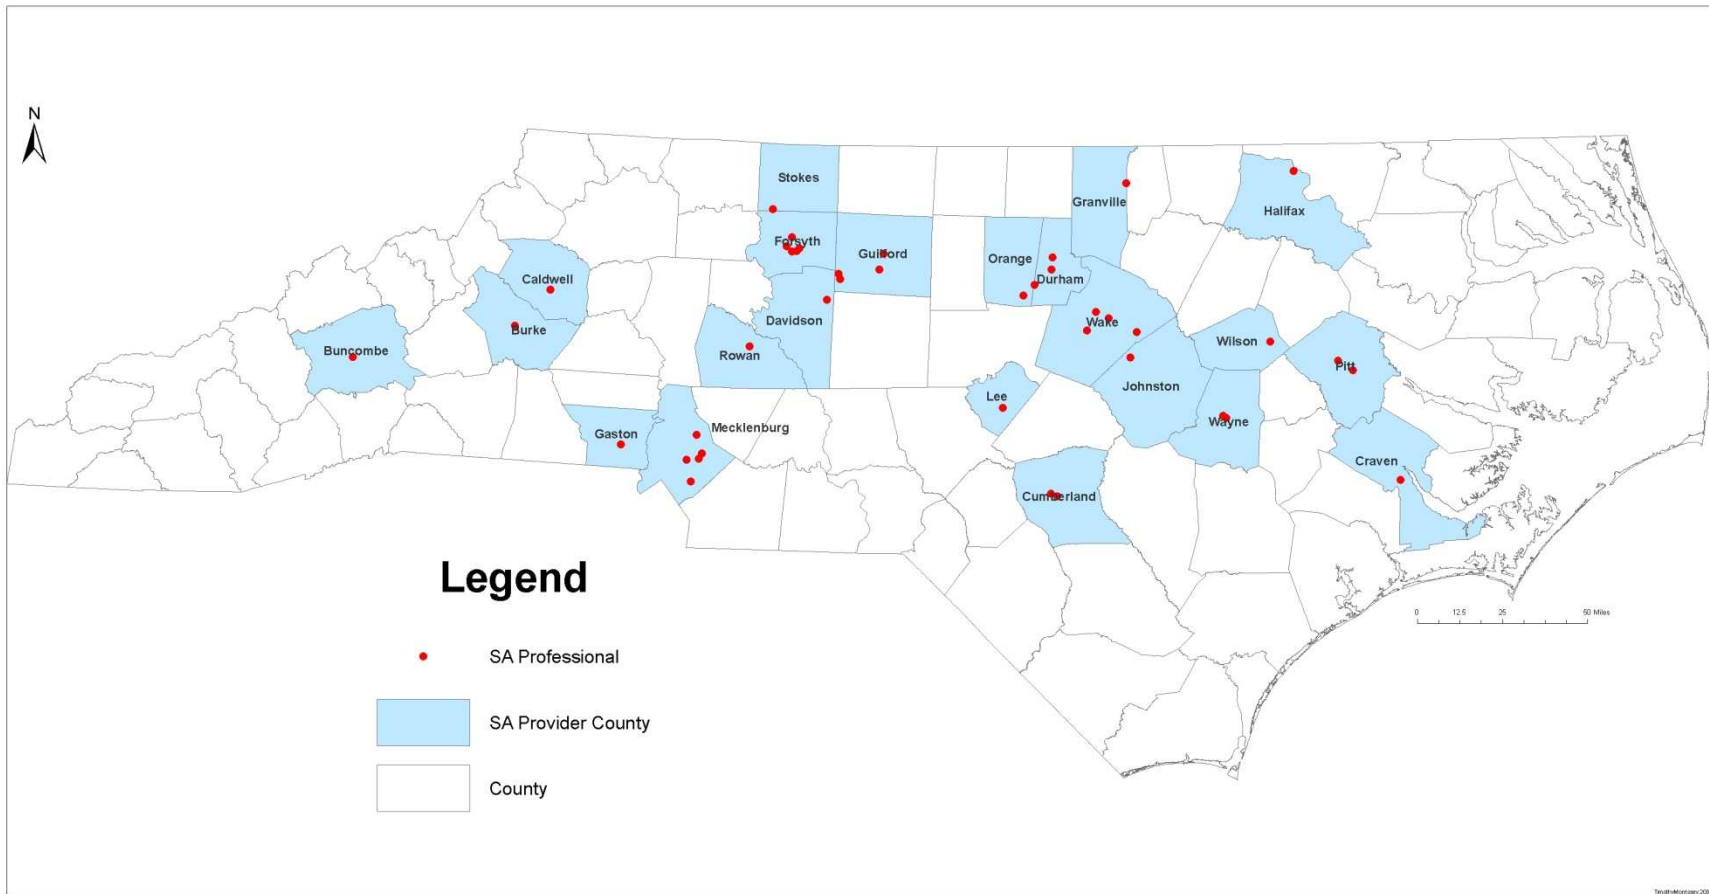 N
Stokes
Granville
Halifax
Forsyth
Guilford
Orange
Durham
Caldwell
Davidson
Wake
Burke
Buncombe
Rowan
Wilson
Pitt
Johnston
Lee
Mecklenburg
Wayne
Gaston
Craven
Cumberland
Legend
0 12.5 25 50 Miles
SA Professional
SA Provider County
County